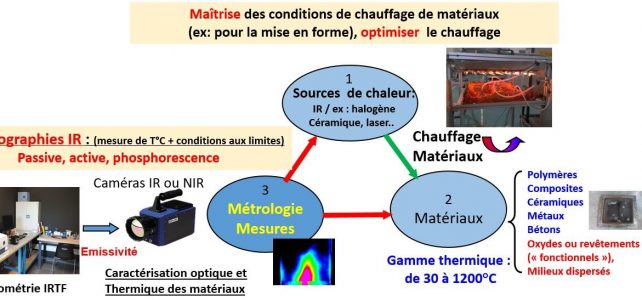 Maîtrise des conditions de chauffage de matériaux
(ex: pour la mise en forme), optimiser le chauffage
1
Sources de chaleur:
IR / ex : halogène
Céramique, laser..
ographies IR : (mesure de T°C + conditions aux limites)
Passive, active, phosphorescence
Chauffage
Matériaux
Caméras IR ou NIR
3
Métrologie
Mesures
2
Matériaux
Polymères
Composites
Céramiques
Métaux
Bétons
Oxydes ou revêtements
(« fonctionels »),
Milieux dispersés
Emissivité
Gamme thermique :
de 30 à 1200°C
Caractérisation optique et
Thermique des matériaux
ométrie IRTF